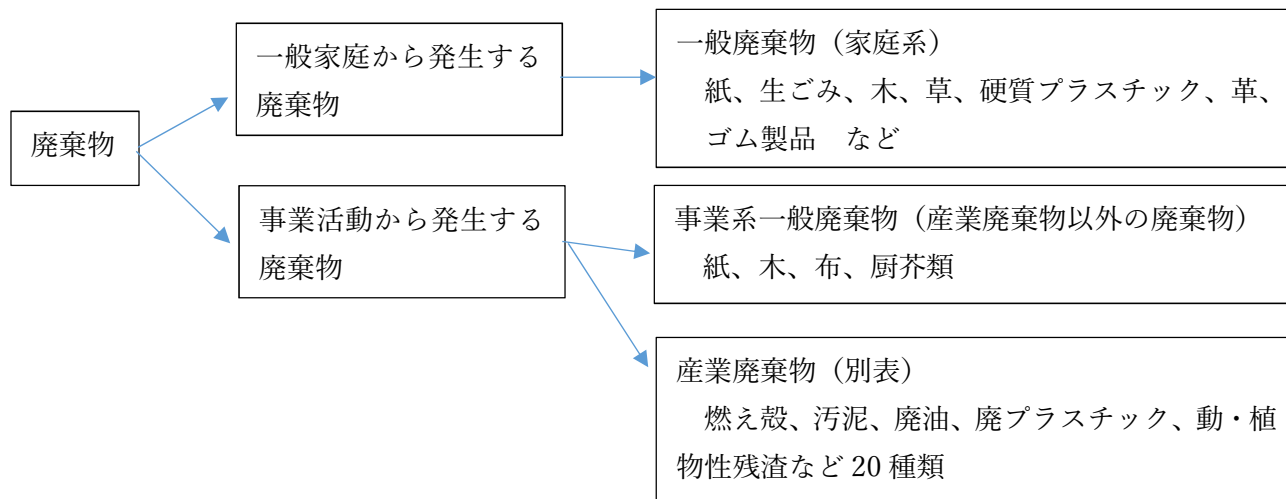 廃棄物
一般家庭から発生する
廃棄物
事業活動から発生する
廃棄物
一般廃棄物（家庭系）
紙、生ごみ、木、草、硬質プラスチック、革、
ゴム製品　など
事業系一般廃棄物（産業廃棄物以外の廃棄物）
紙、木、布、厨芥類
産業廃棄物（別表）
燃え殻、汚泥、廃油、廃プラスチック、動・植
物性残渣など 20 種類